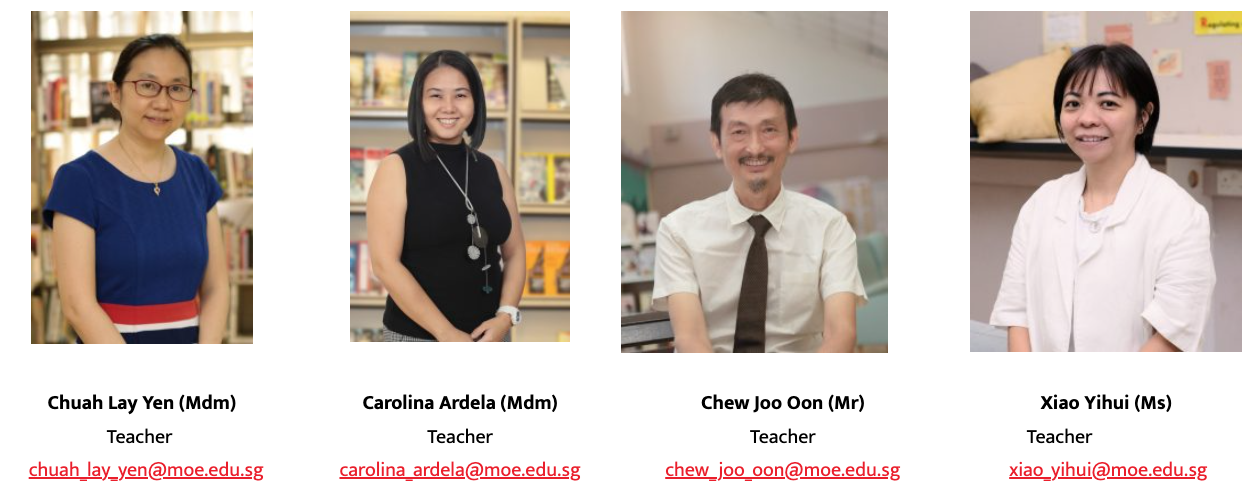 Regulating
Chuah Lay Yen (Mdm)
Carolina Ardela (Mdm)
Chew Joo Oon (Mr)
Xiao Yihui (Ms)
Teacher
Teacher
Teacher
Teacher
chuah_lay_yen@moe.edu.sg
carolina_ardela@moe.edu.sg
chew_joo_oon@moe.edu.sg
xiao_yihui@moe.edu.sg